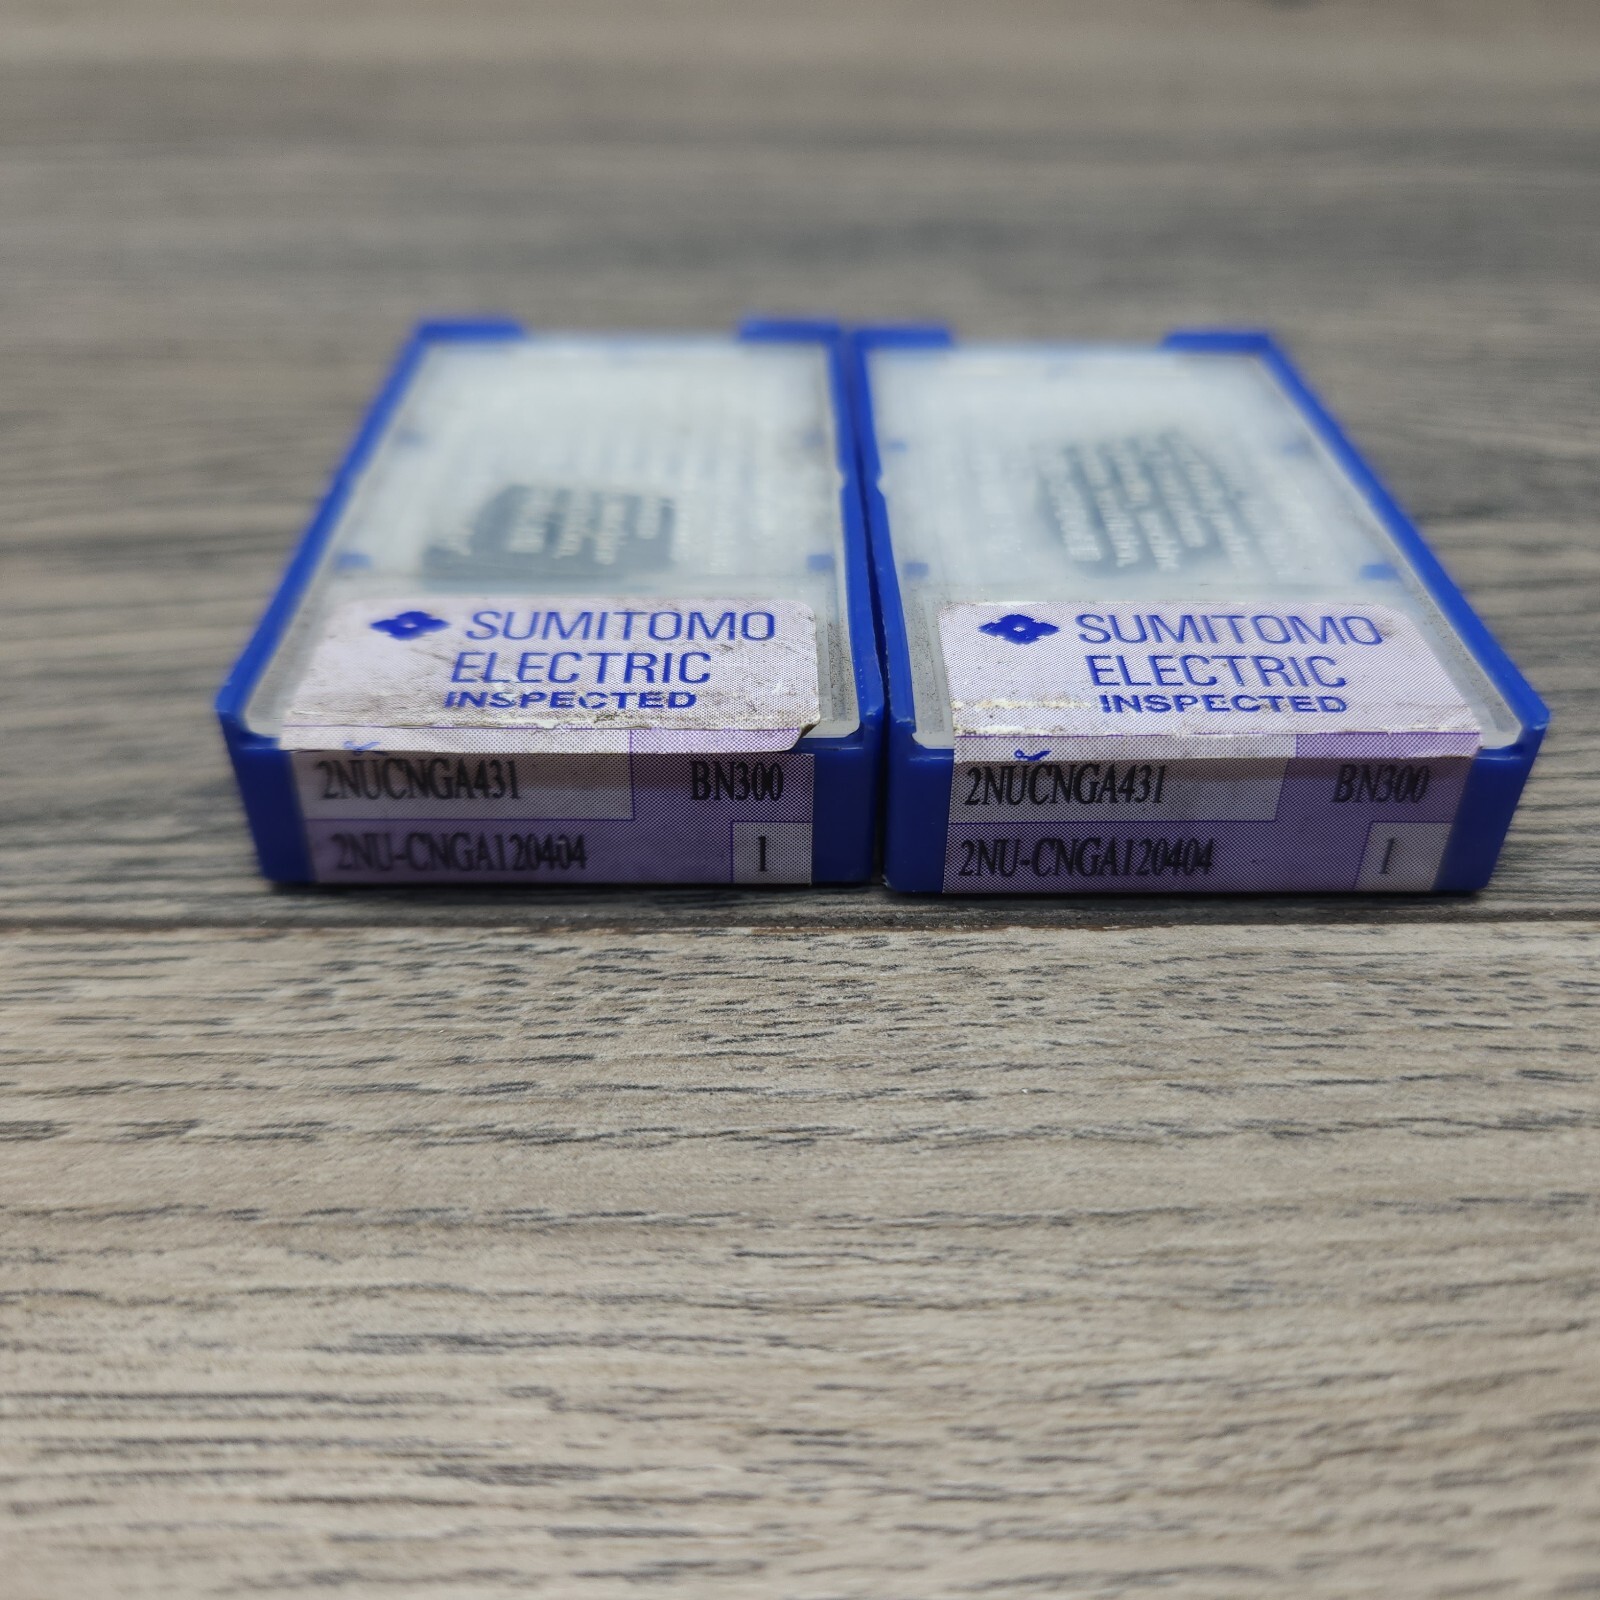 SUMITOMO
ELECTRIC
INSPECTED
2NUCNGA431 BN300
2NU-CNGA120404 1
SUMITOMO
ELECTRIC
INSPECTED
2NUCNGA431 BN300
2NU-CNGA120404 1